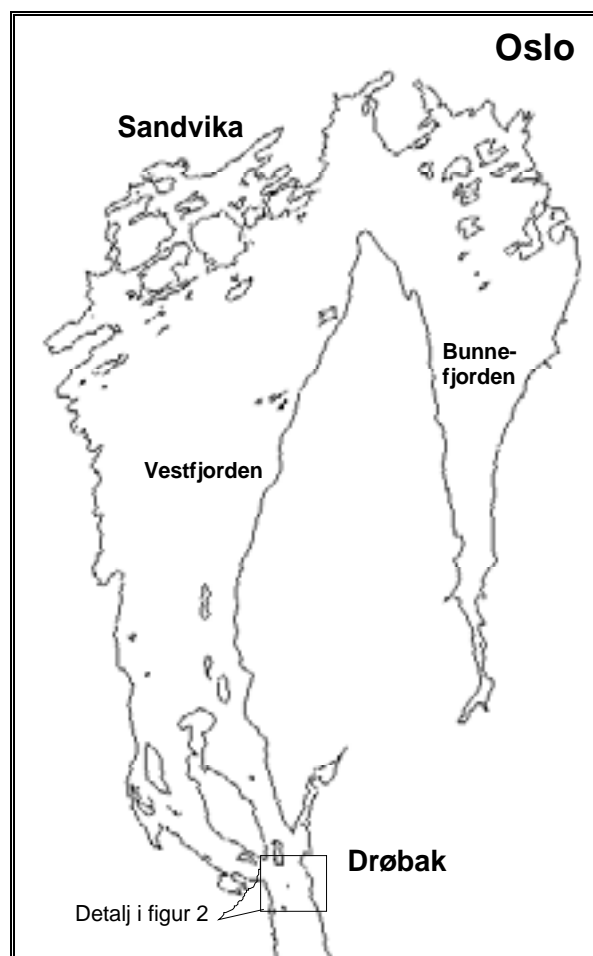 Oslo
Sandvika
Bunne-
fjorden
Vestfjorden
Drøbak
Detalj i figur 2